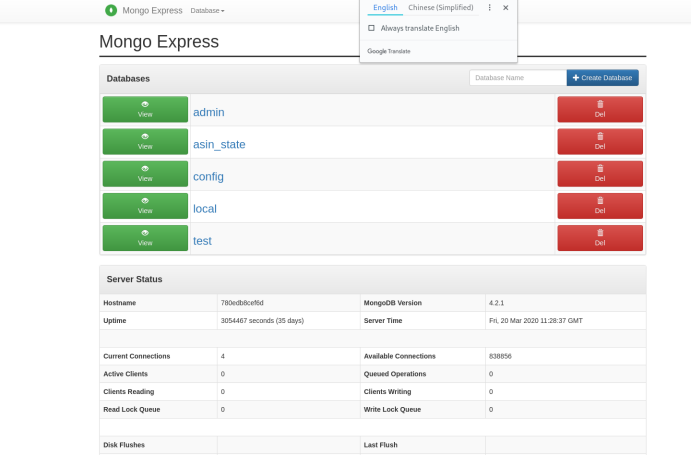 Mongo Express Database
English Chinese (Simplified)
Always translate English
Google Translate
Mongo Express
Databases Database Name Create Database
View admin Del
View asin_state Del
View config Del
View local Del
View test Del
Server Status
Hostname 780edb8cef6d MongoDB Version 4.2.1
Uptime 3054467 seconds (35 days) Server Time Fri, 20 Mar 2020 11:28:37 GMT
Current Connections 4 Available Connections 838856
Active Clients 0 Queued Operations 0
Clients Reading 0 Clients Writing 0
Read Lock Queue 0 Write Lock Queue 0
Disk Flushes Last Flush